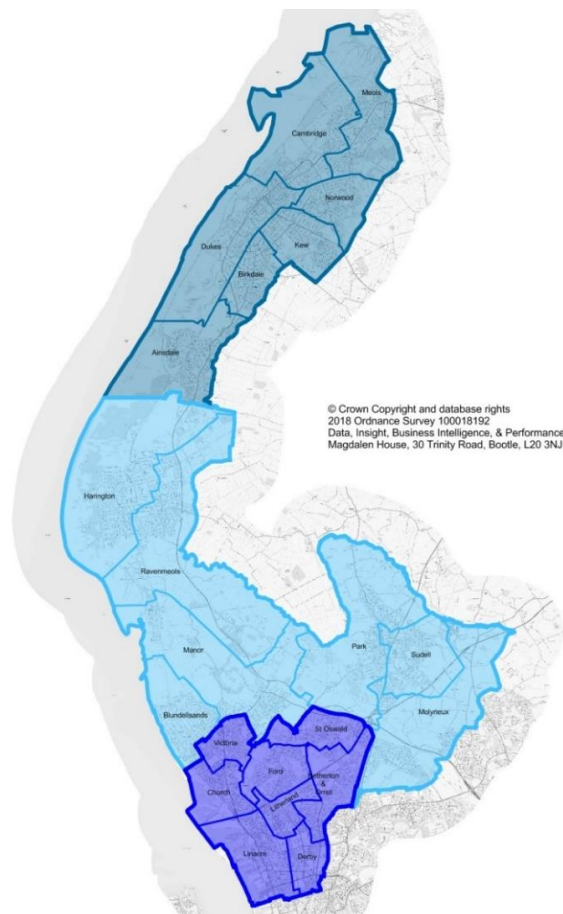 Meols
Cambridge
Norwood
Dukes
Kew
Birkdale
Ainsdale
© Crown Copyright and database rights
2018 Ordnance Survey 100018192
Data, Insight, Business Intelligence, & Performance
Magdalen House, 30 Trinity Road, Bootle, L20 3NJ
Harington
Ravenmeols
Manor
Park
Sudell
Blundellsands
Molyneux
St Oswald
Victoria
Ford
Netherton
&
Orrel
Church
Litherland
Linacre
Derby